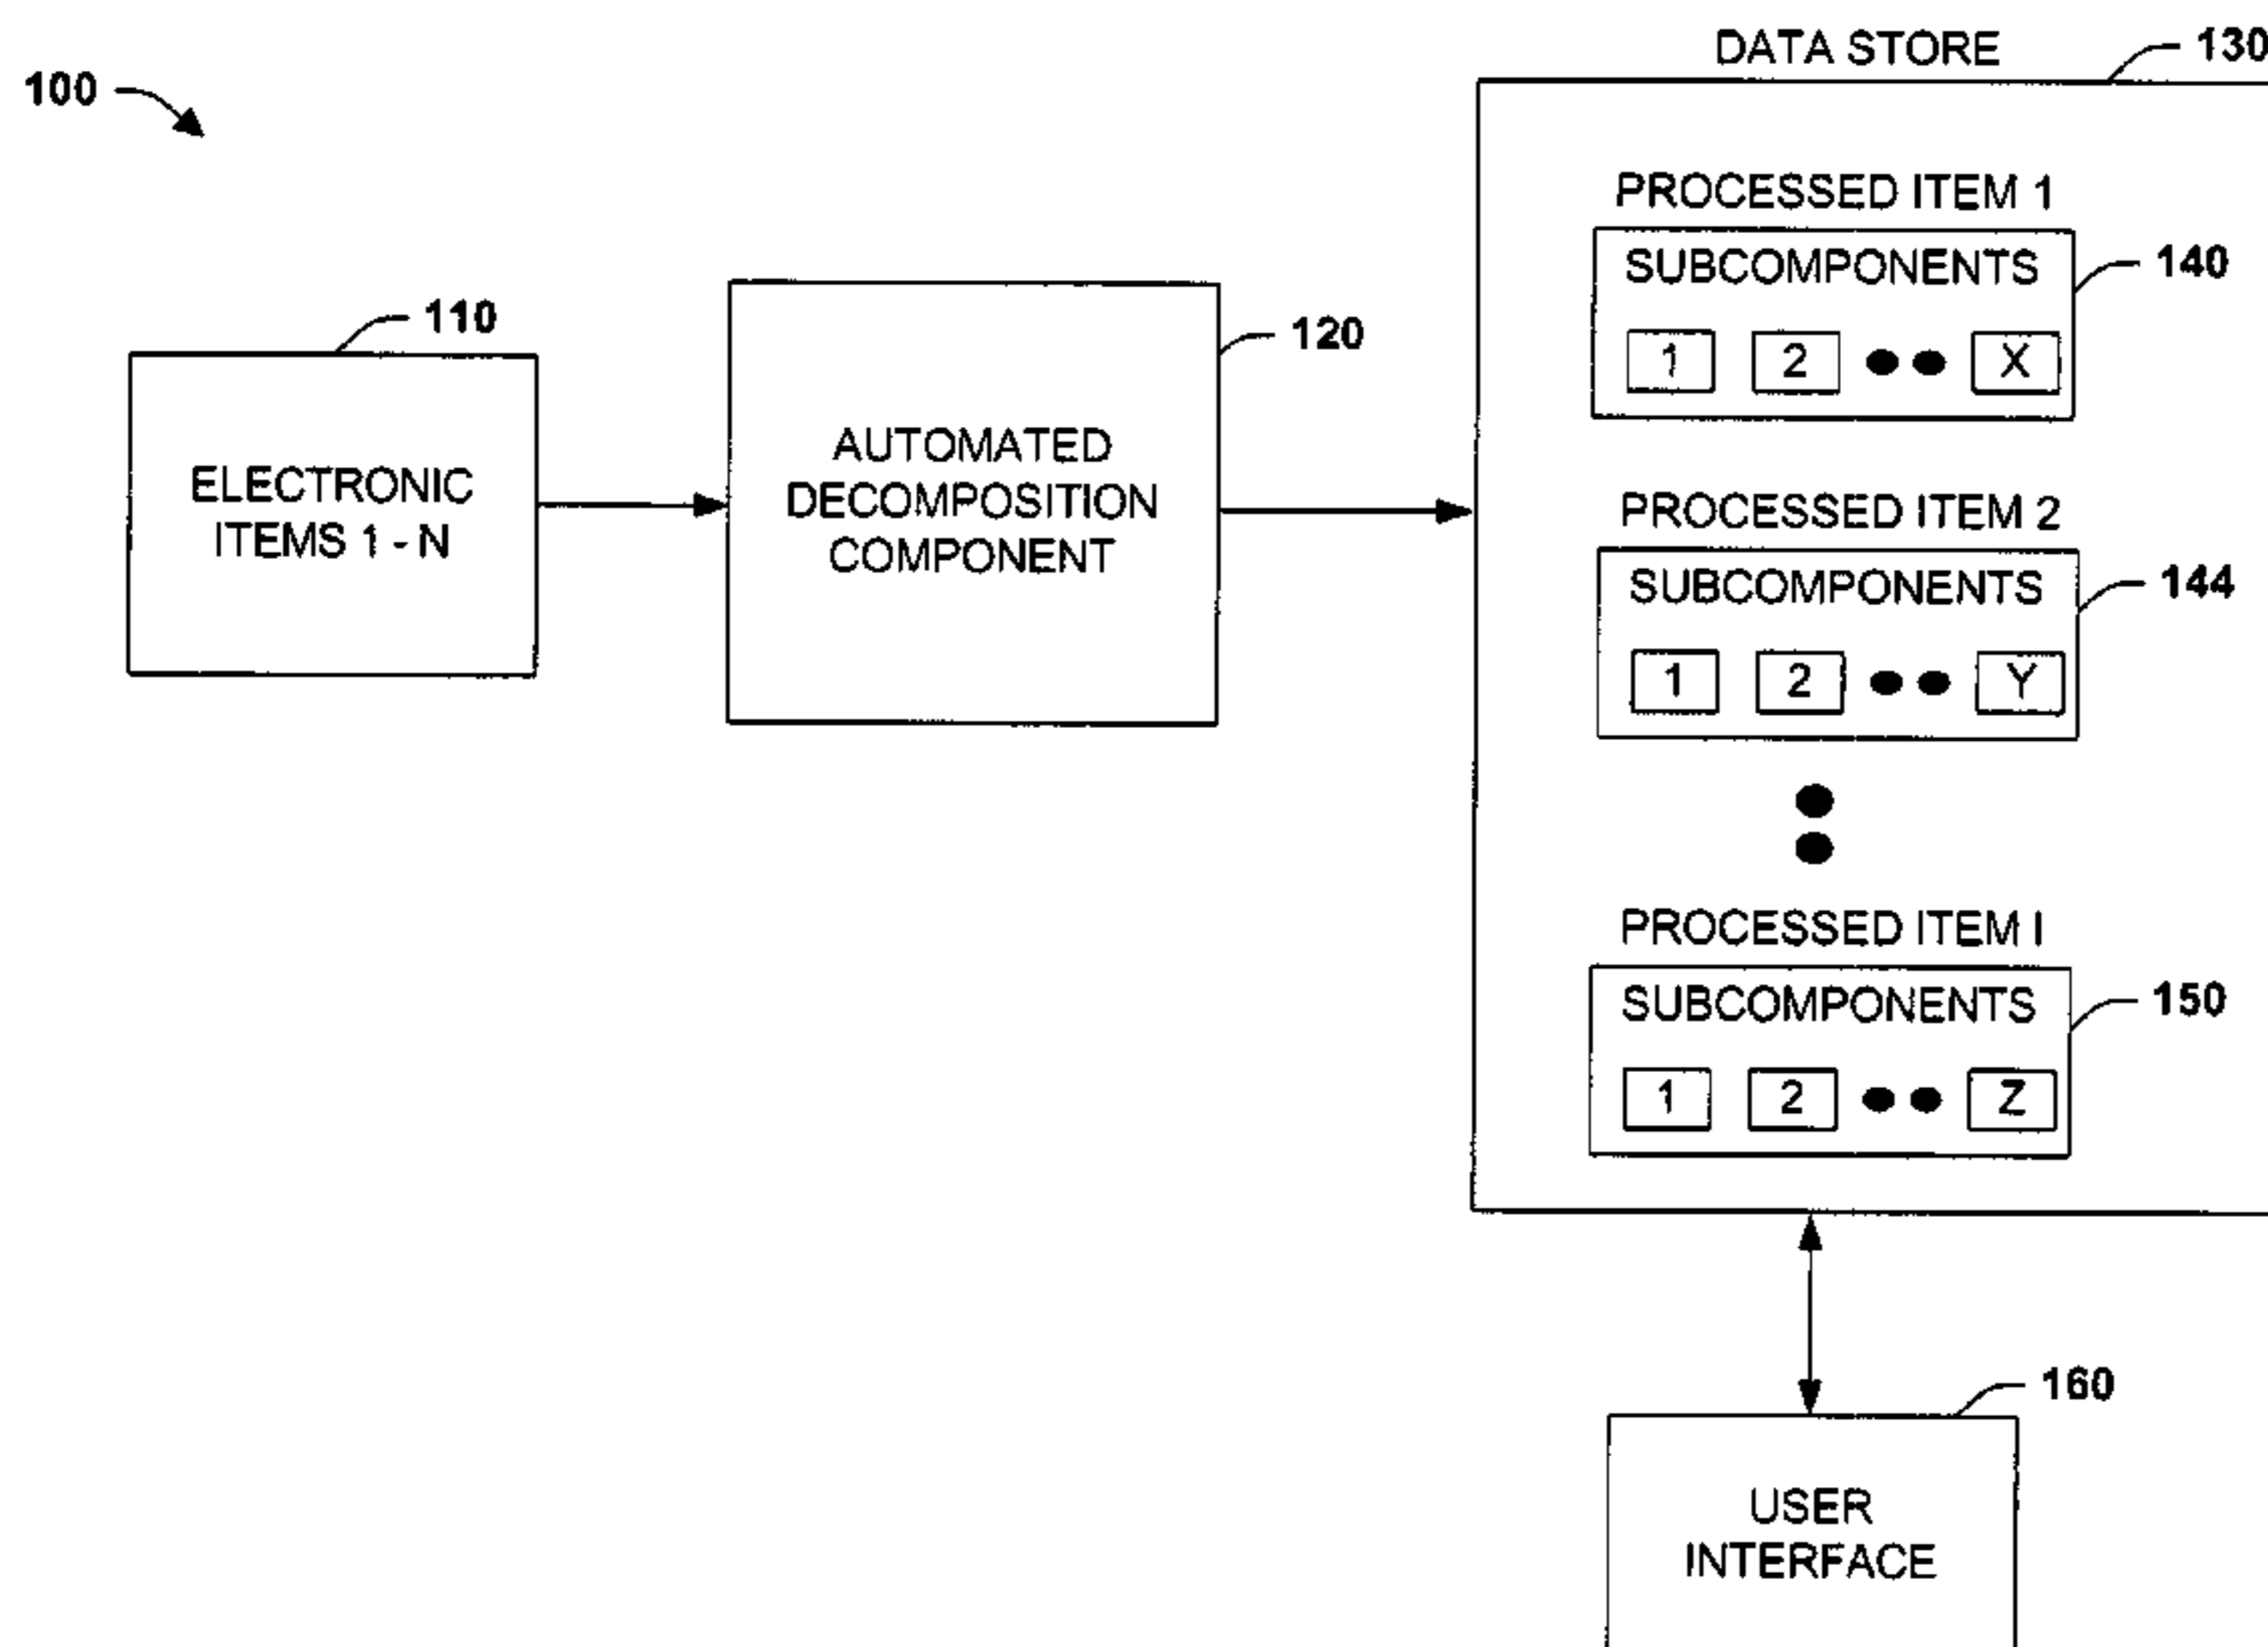 100
DATA STORE
130
PROCESSED ITEM 1
SUBCOMPONENTS
140
1 2 X
110
ELECTRONIC
ITEMS 1 - N
120
AUTOMATED
DECOMPOSITION
COMPONENT
PROCESSED ITEM 2
SUBCOMPONENTS
144
1 2 Y
PROCESSED ITEM I
SUBCOMPONENTS
150
1 2 Z
160
USER
INTERFACE